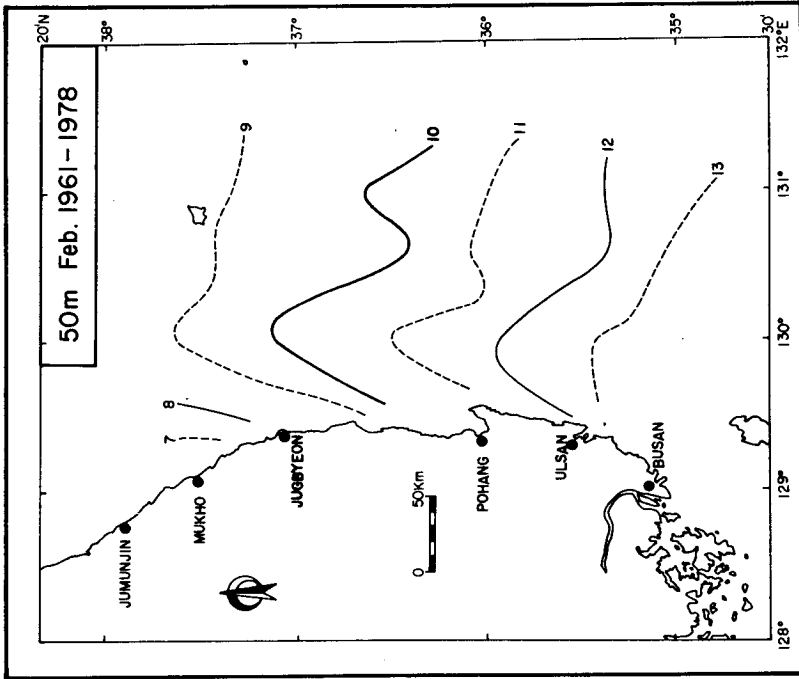 50m Feb. 1961-1978
20'N
38°
37°
36°
35°
30'
128°
129°
130°
131°
132°E
JUMUNJIN
MUKHO
JUGBYEON
POHANG
ULSAN
BUSAN
0 50Km
7
8
9
10
11
12
13